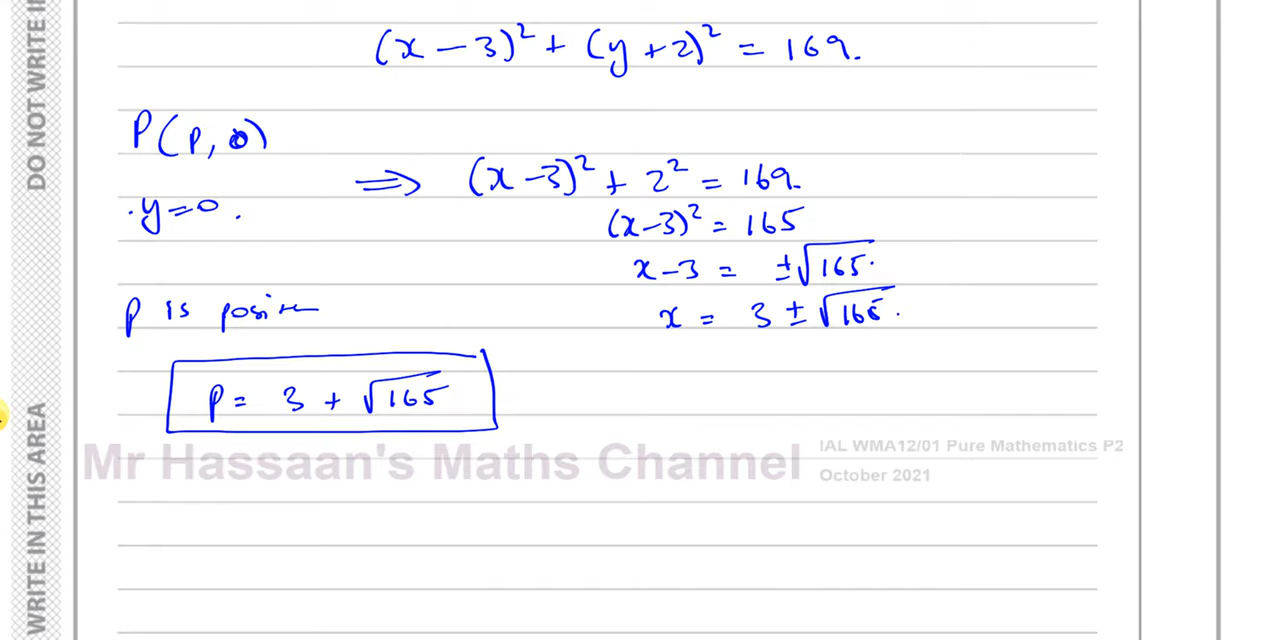 DO NOT WRITE IN
WRITE IN THIS AREA
(x - 3)² + (y + 2)² = 169.
P(p, 0)
⇒ (x - 3)² + 2² = 169.
. y = 0 .
(x-3)² = 165
x - 3 = ±√165.
P is positive
x = 3 ± √165.
P = 3 + √165
Mr Hassaan's Maths Channel
IAL WMA12/01 Pure Mathematics P2
October 2021